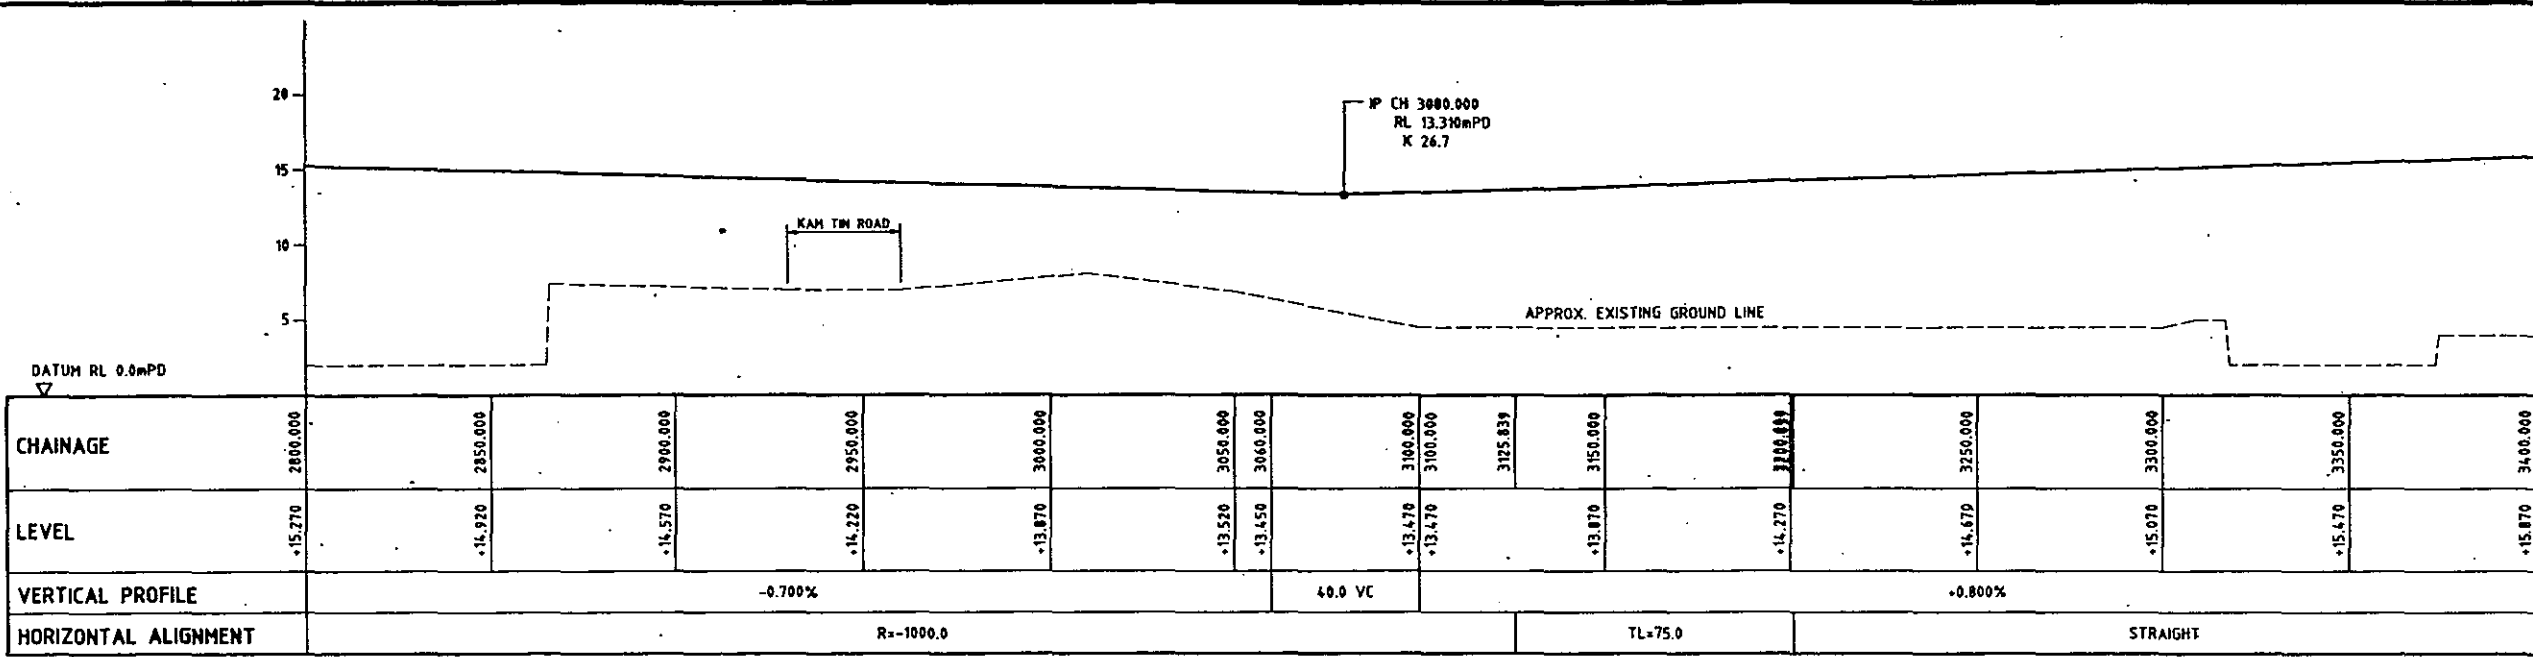 20
IP CH 3080.000
RL 13.310mPD
K 26.7
15
KAM TIN ROAD
10
5
APPROX. EXISTING GROUND LINE
DATUM RL 0.0mPD
CHAINAGE 2800.000 2850.000 2900.000 2950.000 3000.000 3050.000 3060.000 3100.000 3100.000 3125.839 3150.000 3250.000 3300.000 3350.000 3400.000
LEVEL +15.270 +14.920 +14.570 +14.220 +13.870 +13.520 +13.450 +13.470 +13.470 +13.870 +14.270 +14.670 +15.070 +15.470 +15.870
VERTICAL PROFILE -0.700% 40.0 VC +0.800%
HORIZONTAL ALIGNMENT R=-1000.0 TL=75.0 STRAIGHT